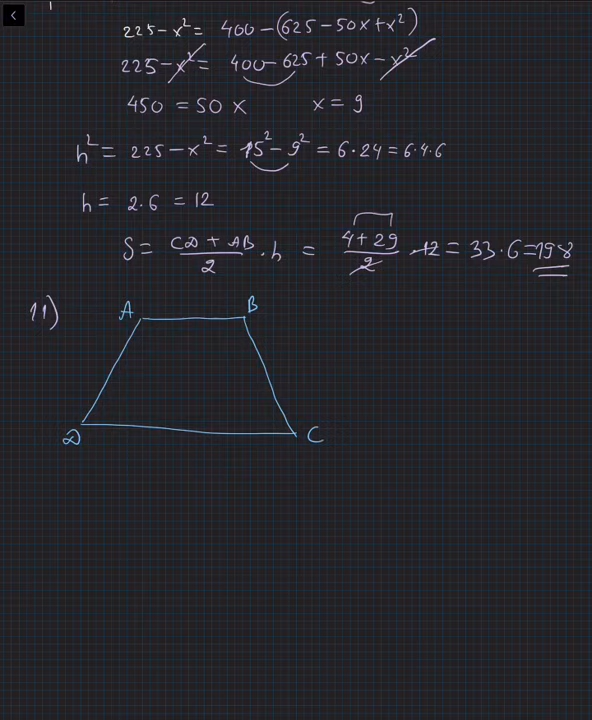 225 - x² = 400 - (625 - 50x + x²)
225 - x² = 400 - 625 + 50x - x²
450 = 50x x = 9
h² = 225 - x² = 15² - 9² = 6·24 = 6·4·6
h = 2·6 = 12
S = (CD + AB)/2 · h = (4 + 29)/2 · 12 = 33·6 = 198
11)
A B
D C